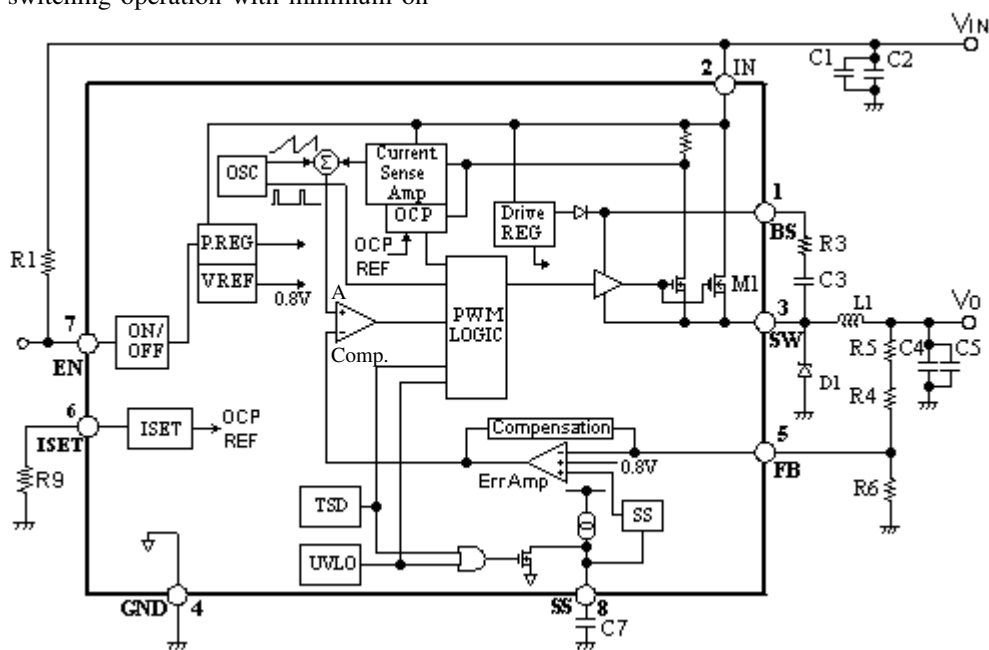 switching operation with minimum on
VIN
C1
C2
2
IN
OSC
Σ
Current
Sense
Amp
OCP
1
BS
Drive
REG
R3
R1
P.REG
OCP
REF
VREF
0.8V
C3
M1
A
+
−
PWM
LOGIC
3
SW
L1
VO
7
EN
ON/
OFF
Comp.
R5
C4
C5
D1
R4
6
ISET
ISET
OCP
REF
Compensation
5
FB
−
+
+
0.8V
ErrAmp
R9
R6
TSD
SS
UVLO
GND
4
SS
8
C7